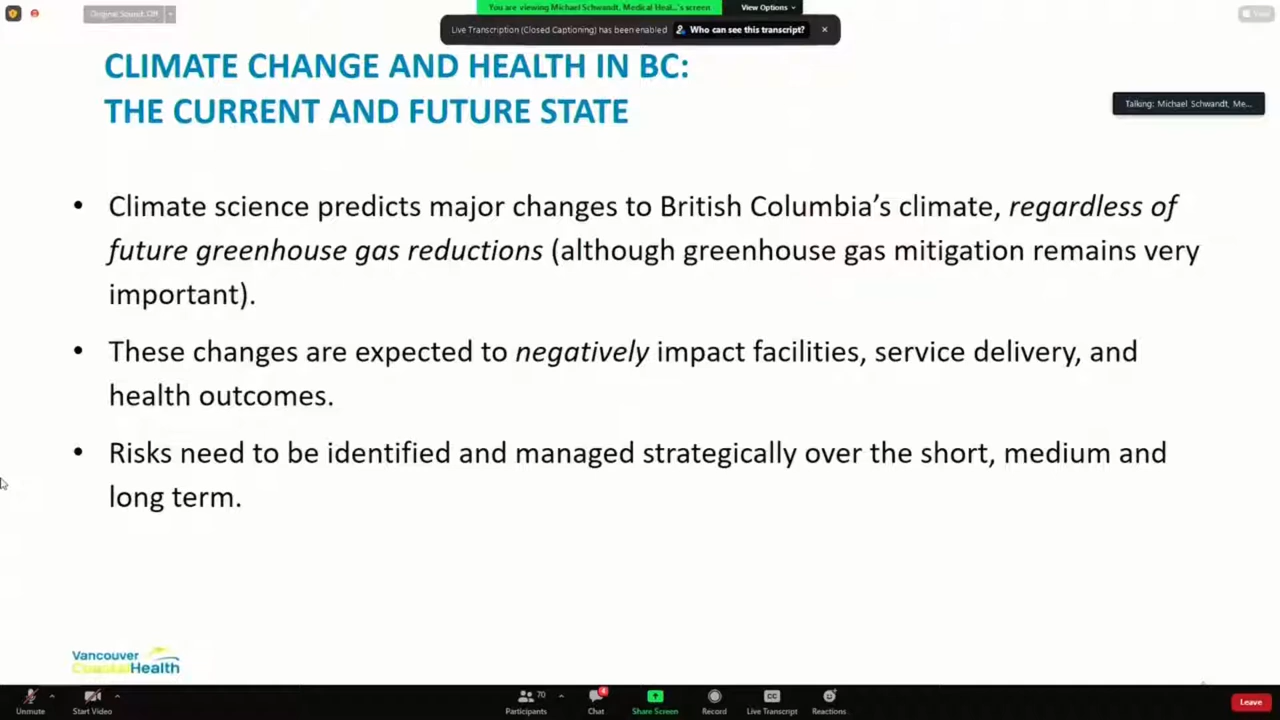 Original Sound: Off
You are viewing Michael Schwandt, Medical Heal...'s screen
View Options
Live Transcription (Closed Captioning) has been enabled
Who can see this transcript?
View
CLIMATE CHANGE AND HEALTH IN BC:
THE CURRENT AND FUTURE STATE
Talking: Michael Schwandt, Me...
• Climate science predicts major changes to British Columbia's climate, regardless of
future greenhouse gas reductions (although greenhouse gas mitigation remains very
important).
• These changes are expected to negatively impact facilities, service delivery, and
health outcomes.
• Risks need to be identified and managed strategically over the short, medium and
long term.
Vancouver
CoastalHealth
Unmute
Start Video
70
Participants
Chat
Share Screen
Record
CC
Live Transcript
Reactions
Leave